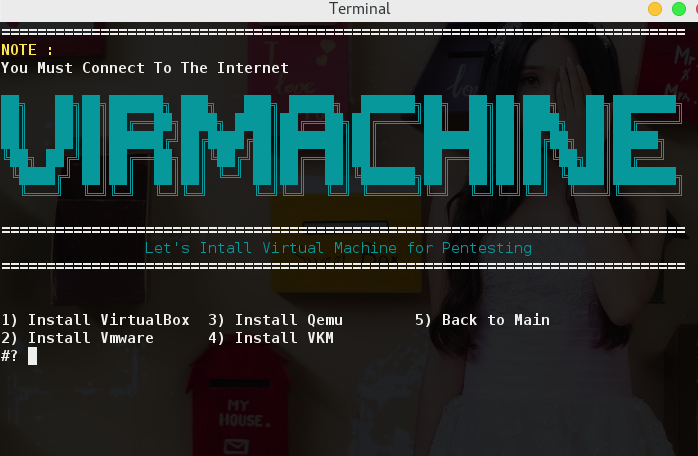 Terminal
NOTE :
You Must Connect To The Internet
VIRMACHINE
Let's Intall Virtual Machine for Pentesting
1) Install VirtualBox 3) Install Qemu 5) Back to Main
2) Install Vmware 4) Install VKM
#?
MY
HOUSE.